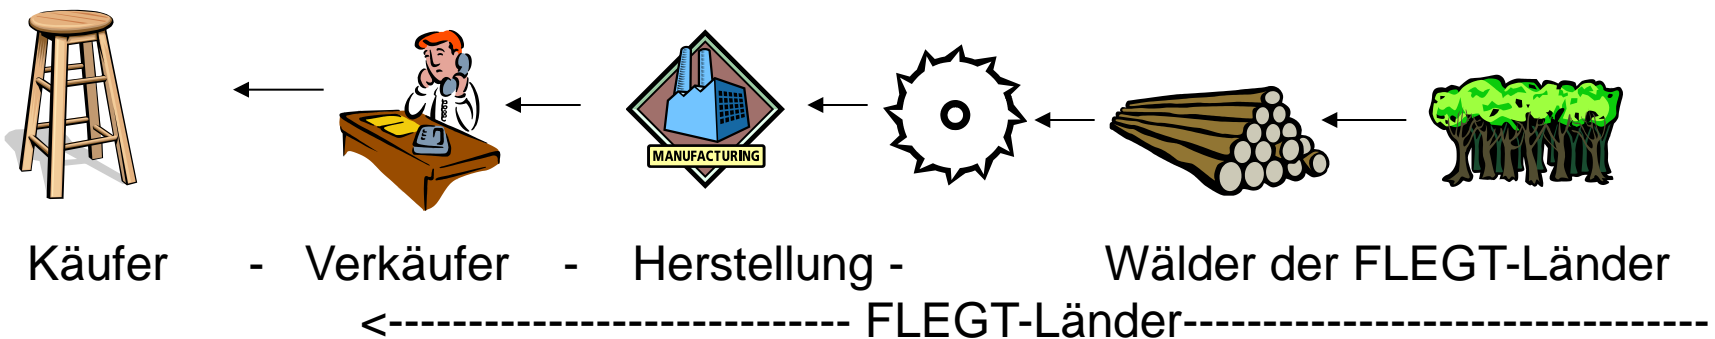 MANUFACTURING
Käufer - Verkäufer - Herstellung - Wälder der FLEGT-Länder
<----------------------------- FLEGT-Länder---------------------------------